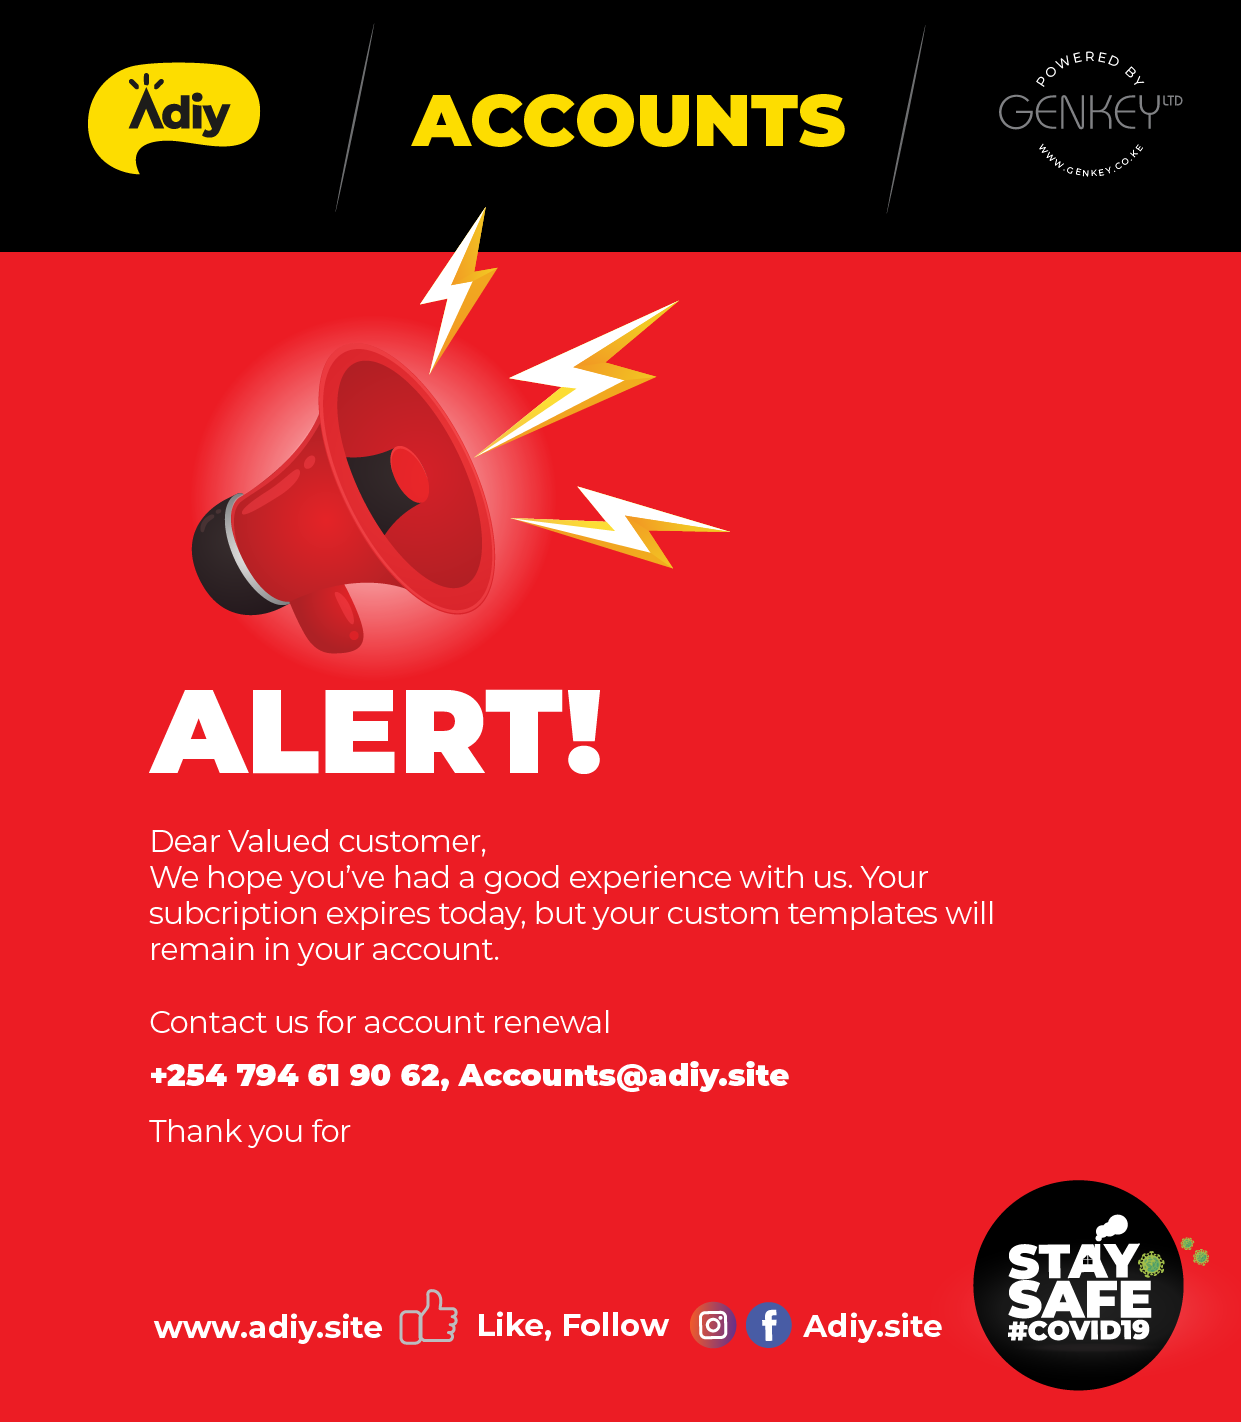 Adiy
ACCOUNTS
POWERED BY
GENKEY LTD
WWW.GENKEY.CO.KE
ALERT!
Dear Valued customer,
We hope you’ve had a good experience with us. Your
subcription expires today, but your custom templates will
remain in your account.
Contact us for account renewal
+254 794 61 90 62, Accounts@adiy.site
Thank you for
www.adiy.site
Like, Follow
Adiy.site
STAY
SAFE
#COVID19